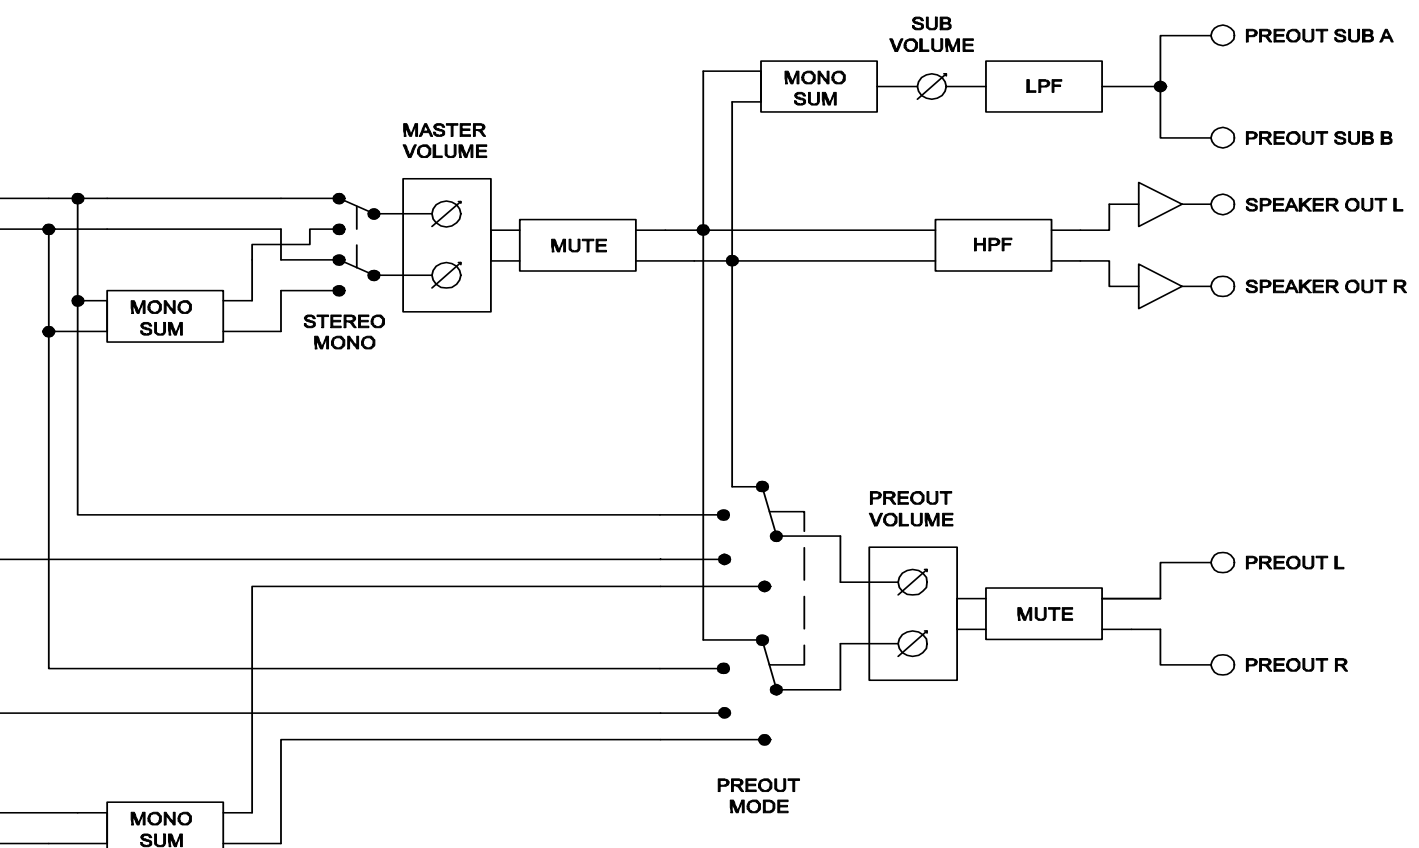 SUB
VOLUME
PREOUT SUB A
MONO
SUM
LPF
PREOUT SUB B
MASTER
VOLUME
SPEAKER OUT L
MUTE
HPF
SPEAKER OUT R
MONO
SUM
STEREO
MONO
PREOUT
VOLUME
PREOUT L
MUTE
PREOUT R
PREOUT
MODE
MONO
SUM